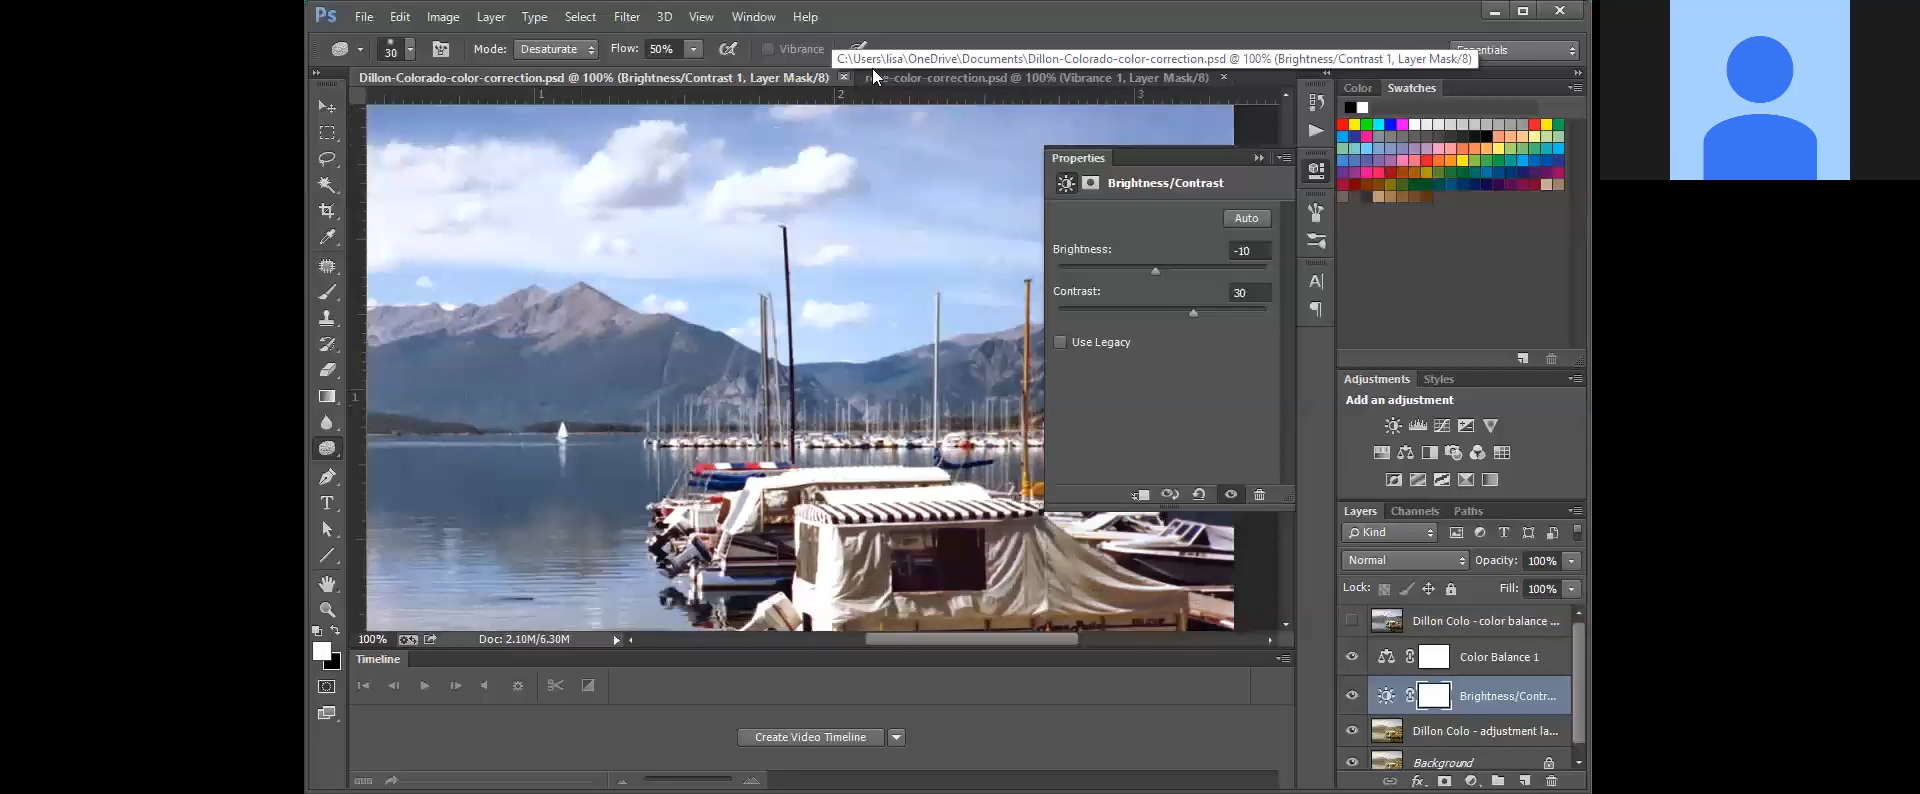 Ps File Edit Image Layer Type Select Filter 3D View Window Help
30 Mode: Desaturate Flow: 50% Vibrance
Essentials
C:\Users\lisa\OneDrive\Documents\Dillon-Colorado-color-correction.psd @ 100% (Brightness/Contrast 1, Layer Mask/8)
Dillon-Colorado-color-correction.psd @ 100% (Brightness/Contrast 1, Layer Mask/8) × -color-correction.psd @ 100% (Vibrance 1, Layer Mask/8) ×
1 2 3
1
Properties
Brightness/Contrast
Auto
Brightness: -10
Contrast: 30
Use Legacy
Color Swatches
Adjustments Styles
Add an adjustment
Layers Channels Paths
Kind
Normal Opacity: 100%
Lock: Fill: 100%
Dillon Colo - color balance ...
Color Balance 1
Brightness/Contr...
Dillon Colo - adjustment la...
Background
100% Doc: 2.10M/6.30M
Timeline
Create Video Timeline